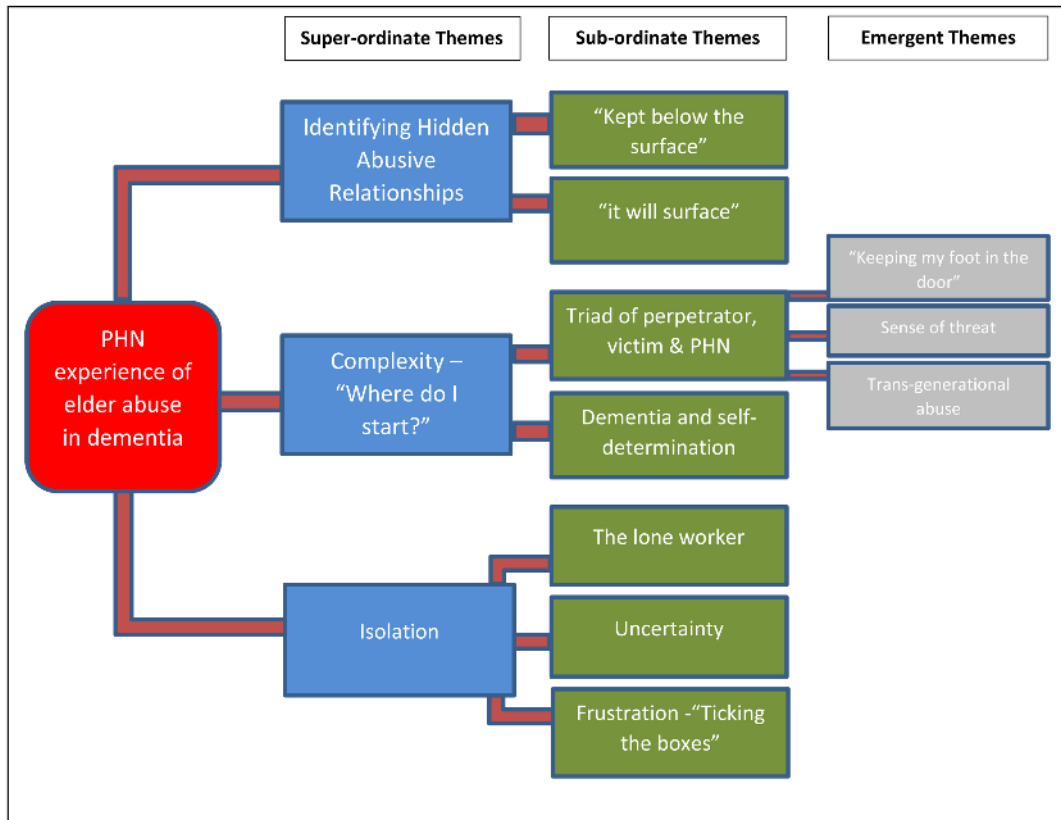 Super-ordinate Themes
Sub-ordinate Themes
Emergent Themes
PHN
experience of
elder abuse
in dementia
Identifying Hidden
Abusive
Relationships
“Kept below the
surface”
“it will surface”
Complexity –
“Where do I
start?”
Triad of perpetrator,
victim & PHN
“Keeping my foot in the
door”
Sense of threat
Trans-generational
abuse
Dementia and self-
determination
Isolation
The lone worker
Uncertainty
Frustration -“Ticking
the boxes”